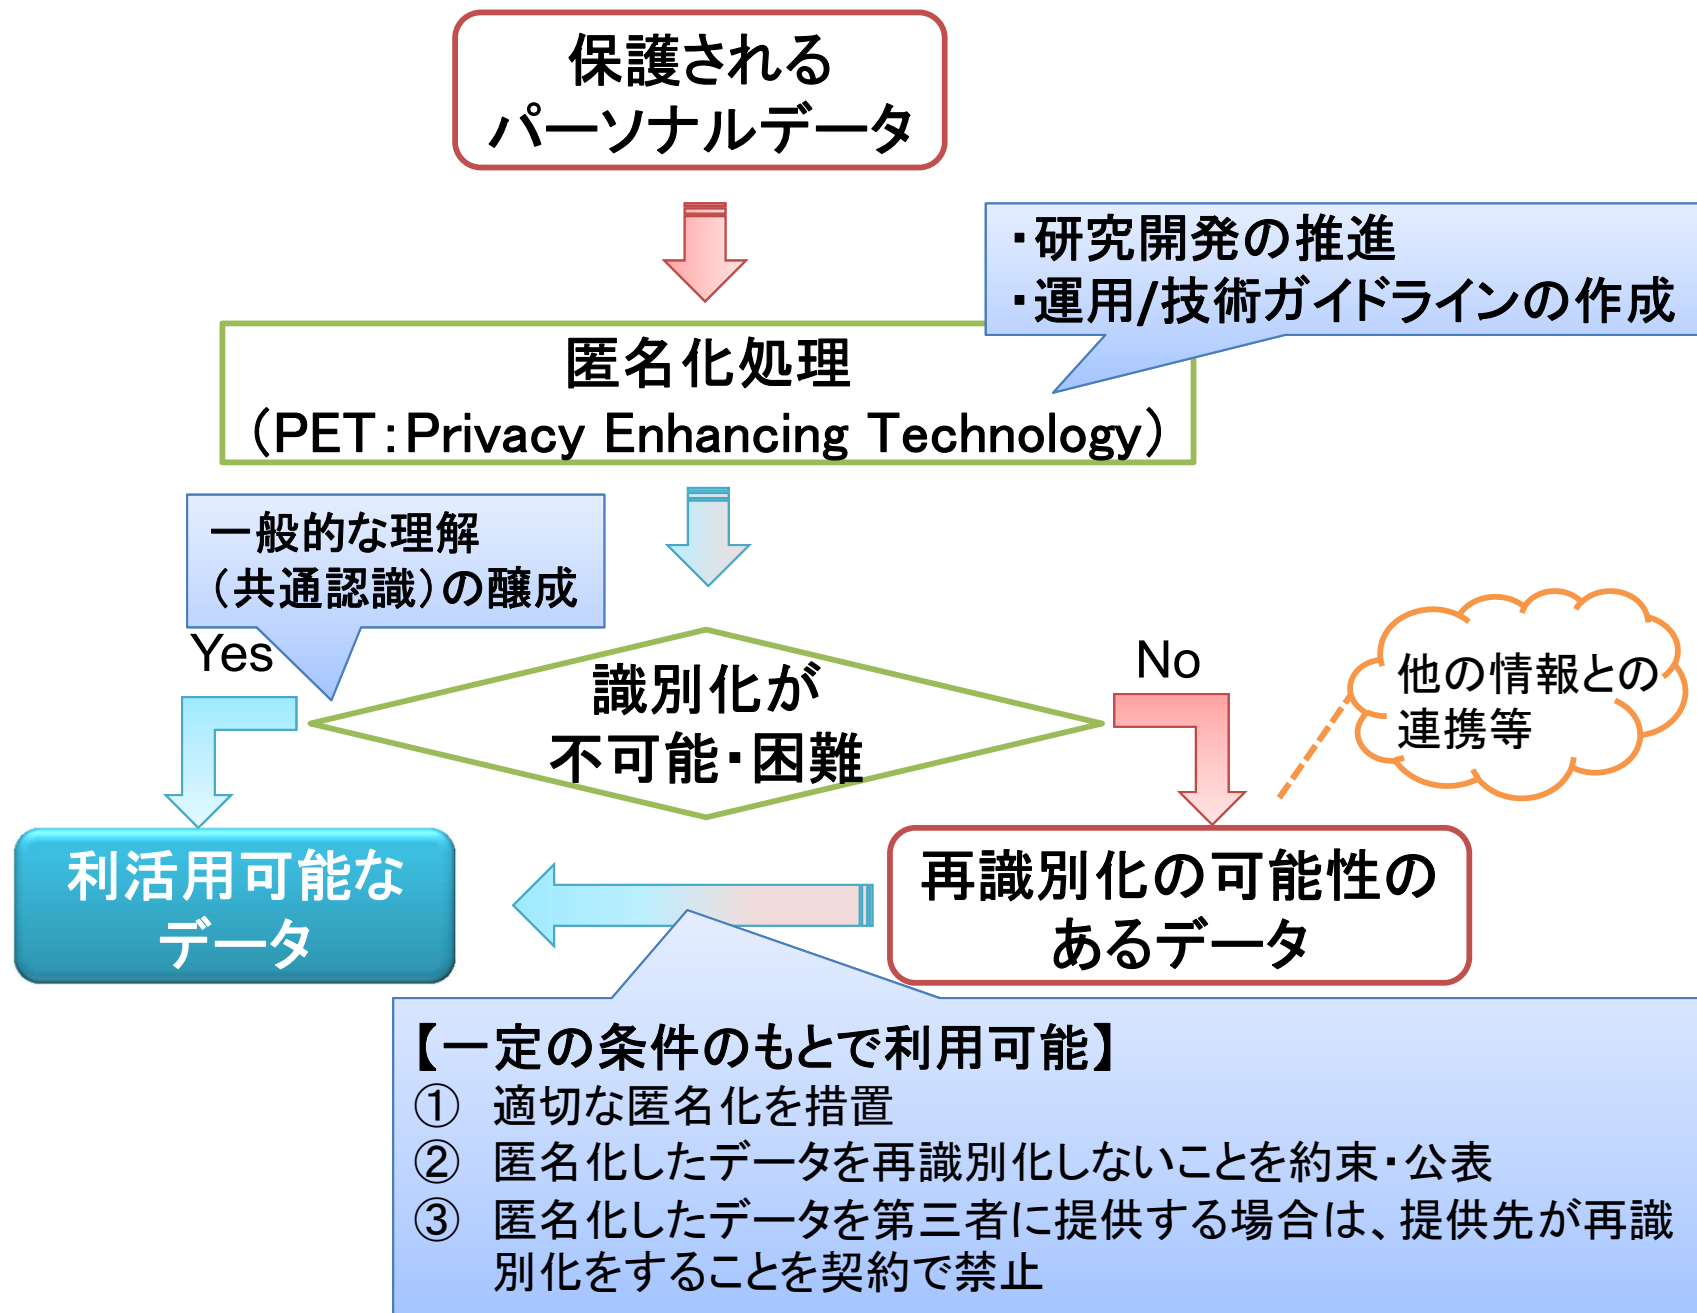 保護される
パーソナルデータ
・研究開発の推進
・運用/技術ガイドラインの作成
匿名化処理
（PET：Privacy Enhancing Technology）
一般的な理解
（共通認識）の醸成
Yes
識別化が
不可能・困難
No
他の情報との
連携等
利活用可能な
データ
再識別化の可能性の
あるデータ
【一定の条件のもとで利用可能】
① 適切な匿名化を措置
② 匿名化したデータを再識別化しないことを約束・公表
③ 匿名化したデータを第三者に提供する場合は、提供先が再識
別化をすることを契約で禁止